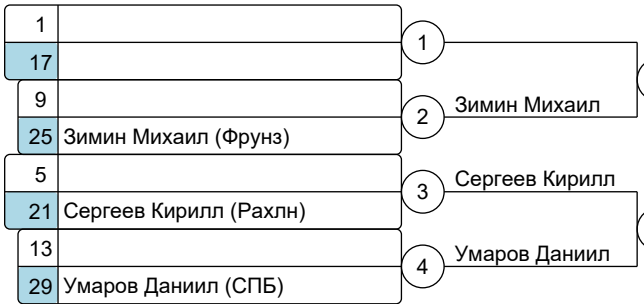 1
17
1
9
25 Зимин Михаил (Фрунз)
2
Зимин Михаил
5
21 Сергеев Кирилл (Рахлн)
3
Сергеев Кирилл
13
29 Умаров Даниил (СПБ)
4
Умаров Даниил